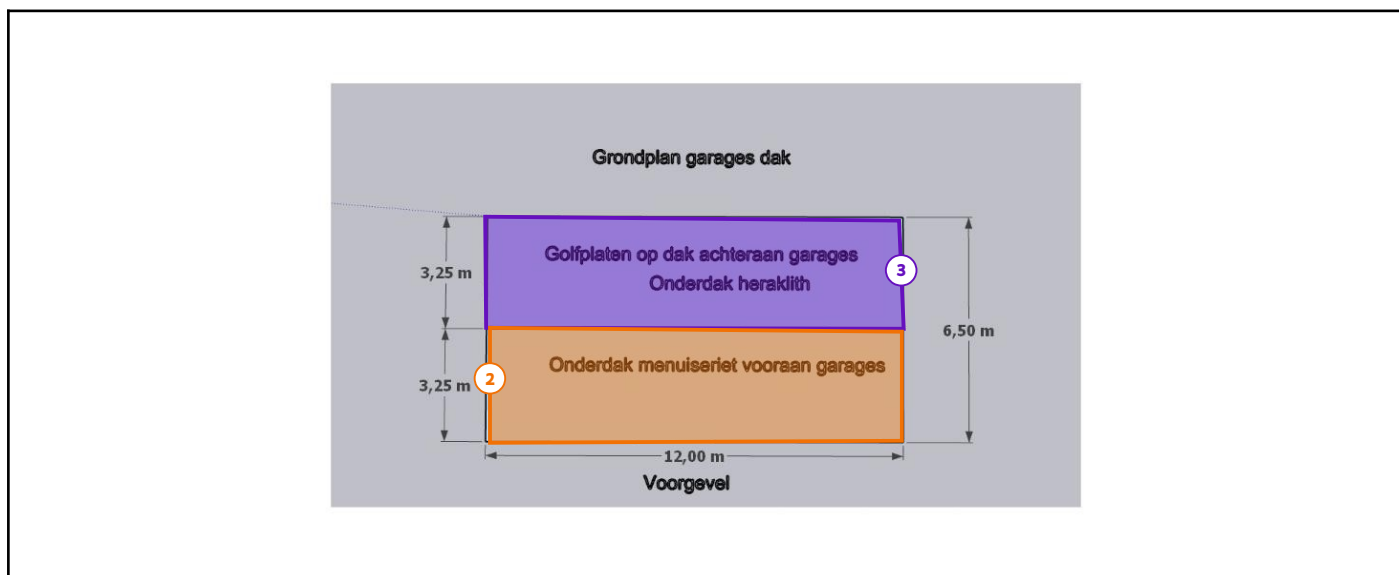 Grondplan garages dak
Golfplaten op dak achteraan garages
Onderdak heraklith
3
3,25 m
6,50 m
Onderdak menuiseriet vooraan garages
2
3,25 m
12,00 m
Voorgevel